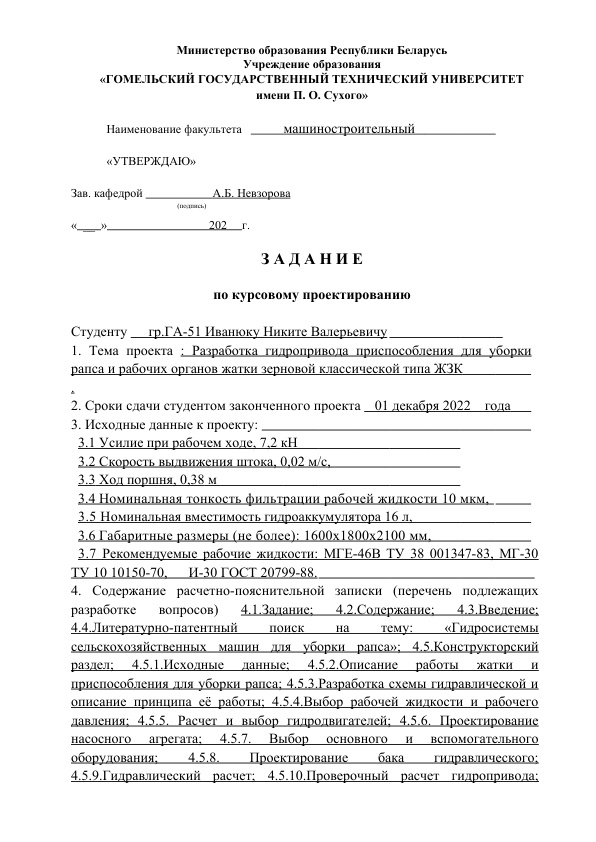 Министерство образования Республики Беларусь
Учреждение образования
«ГОМЕЛЬСКИЙ ГОСУДАРСТВЕННЫЙ ТЕХНИЧЕСКИЙ УНИВЕРСИТЕТ
имени П. О. Сухого»
Наименование факультета машиностроительный
«УТВЕРЖДАЮ»
Зав. кафедрой ___________А.Б. Невзорова
(подпись)
«___»_________________202__г.
З А Д А Н И Е
по курсовому проектированию
Студенту гр.ГА-51 Иванюку Никите Валерьевичу
1. Тема проекта : Разработка гидропривода приспособления для уборки
рапса и рабочих органов жатки зерновой классической типа ЖЗК
.
2. Сроки сдачи студентом законченного проекта 01 декабря 2022 года
3. Исходные данные к проекту:
3.1 Усилие при рабочем ходе, 7,2 кН
3.2 Скорость выдвижения штока, 0,02 м/с,
3.3 Ход поршня, 0,38 м
3.4 Номинальная тонкость фильтрации рабочей жидкости 10 мкм,
3.5 Номинальная вместимость гидроаккумулятора 16 л,
3.6 Габаритные размеры (не более): 1600х1800х2100 мм,
3.7 Рекомендуемые рабочие жидкости: МГЕ-46В ТУ 38 001347-83, МГ-30
ТУ 10 10150-70, И-30 ГОСТ 20799-88.
4. Содержание расчетно-пояснительной записки (перечень подлежащих
разработке вопросов) 4.1.Задание; 4.2.Содержание; 4.3.Введение;
4.4.Литературно-патентный поиск на тему: «Гидросистемы
сельскохозяйственных машин для уборки рапса»; 4.5.Конструкторский
раздел; 4.5.1.Исходные данные; 4.5.2.Описание работы жатки и
приспособления для уборки рапса; 4.5.3.Разработка схемы гидравлической и
описание принципа её работы; 4.5.4.Выбор рабочей жидкости и рабочего
давления; 4.5.5. Расчет и выбор гидродвигателей; 4.5.6. Проектирование
насосного агрегата; 4.5.7. Выбор основного и вспомогательного
оборудования; 4.5.8. Проектирование бака гидравлического;
4.5.9.Гидравлический расчет; 4.5.10.Проверочный расчет гидропривода;